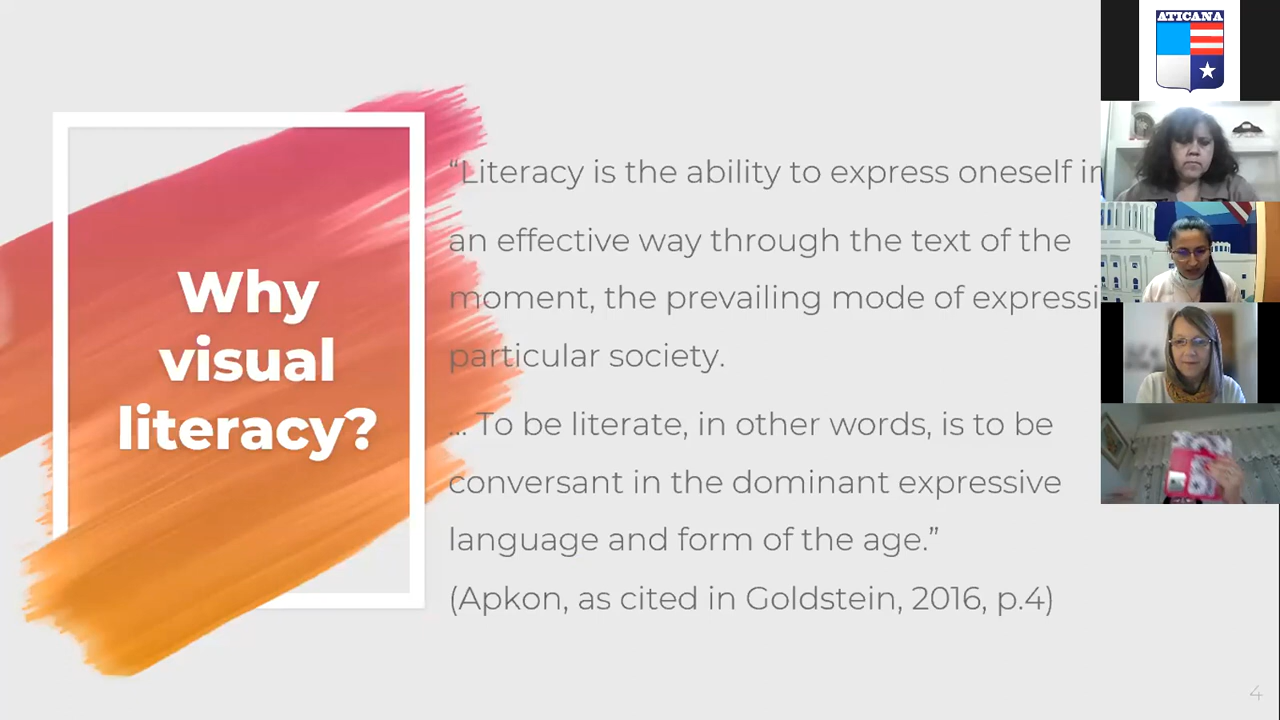 Why
visual
literacy?
“Literacy is the ability to express oneself in
an effective way through the text of the
moment, the prevailing mode of
particular society.
... To be literate, in other words, is to be
conversant in the dominant expressive
language and form of the age.”
(Apkon, as cited in Goldstein, 2016, p.4)
ATICANA
4